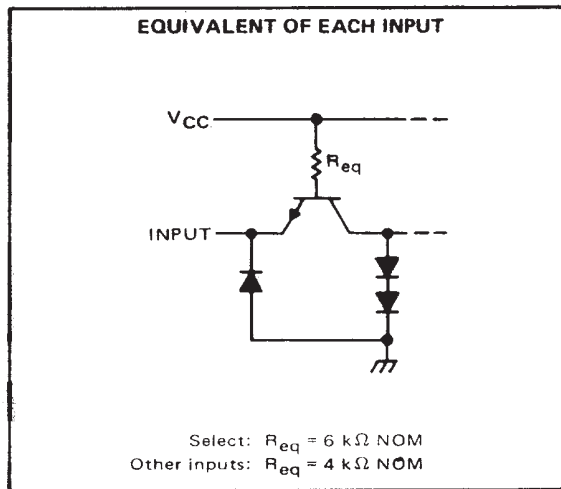 EQUIVALENT OF EACH INPUT
VCC
Req
INPUT
Select: Req = 6 kΩ NOM
Other inputs: Req = 4 kΩ NOM